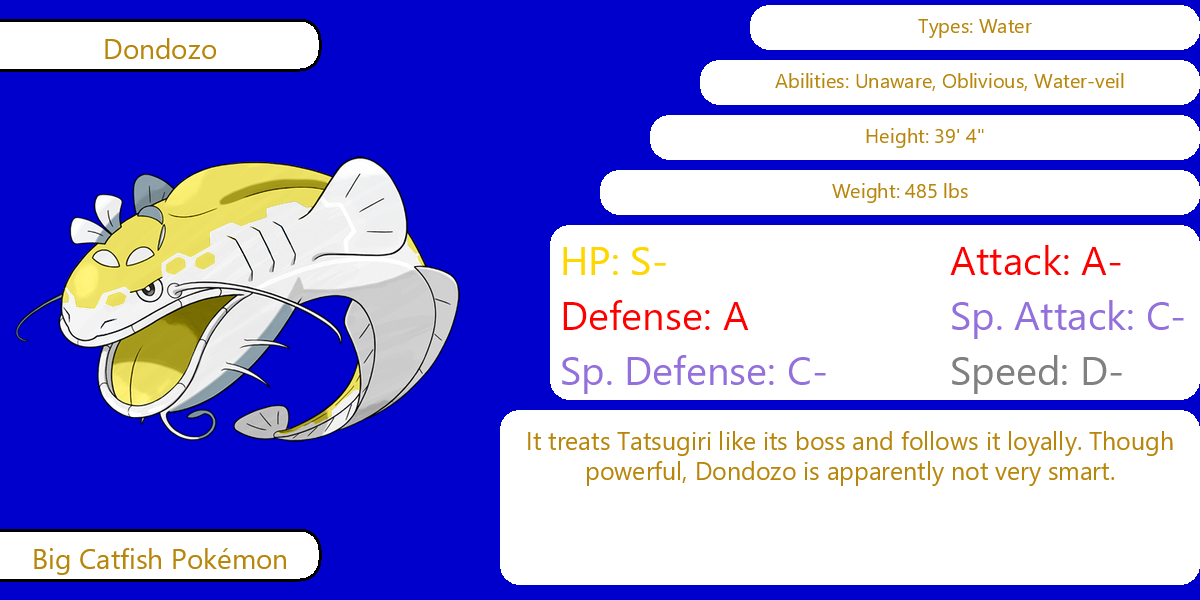 Dondozo
Types: Water
Abilities: Unaware, Oblivious, Water-veil
Height: 39' 4"
Weight: 485 lbs
HP: S-
Attack: A-
Defense: A
Sp. Attack: C-
Sp. Defense: C-
Speed: D-
It treats Tatsugiri like its boss and follows it loyally. Though
powerful, Dondozo is apparently not very smart.
Big Catfish Pokémon